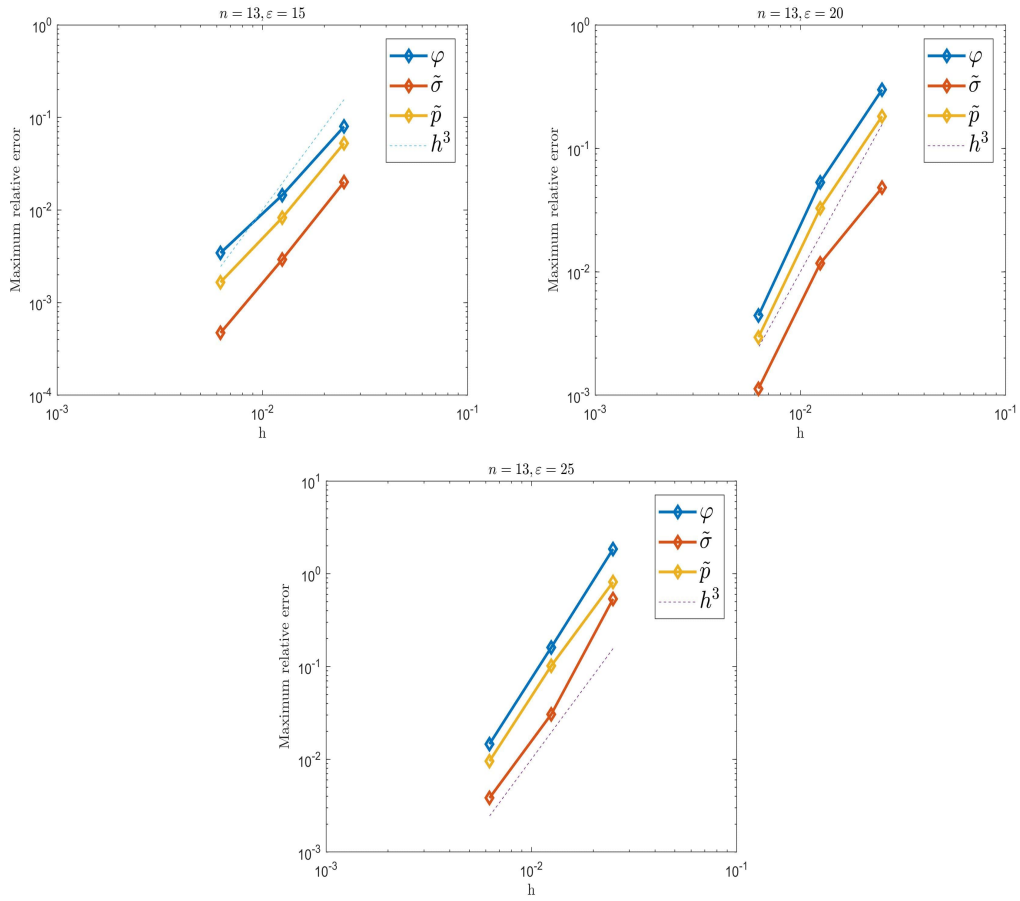 n = 13, ε = 15
10^0
10^-1
10^-2
10^-3
10^-4
Maximum relative error
φ
σ̃
p̃
h^3
10^-3
10^-2
10^-1
h
n = 13, ε = 20
10^0
10^-1
10^-2
10^-3
Maximum relative error
φ
σ̃
p̃
h^3
10^-3
10^-2
10^-1
h
n = 13, ε = 25
10^1
10^0
10^-1
10^-2
10^-3
Maximum relative error
φ
σ̃
p̃
h^3
10^-3
10^-2
10^-1
h